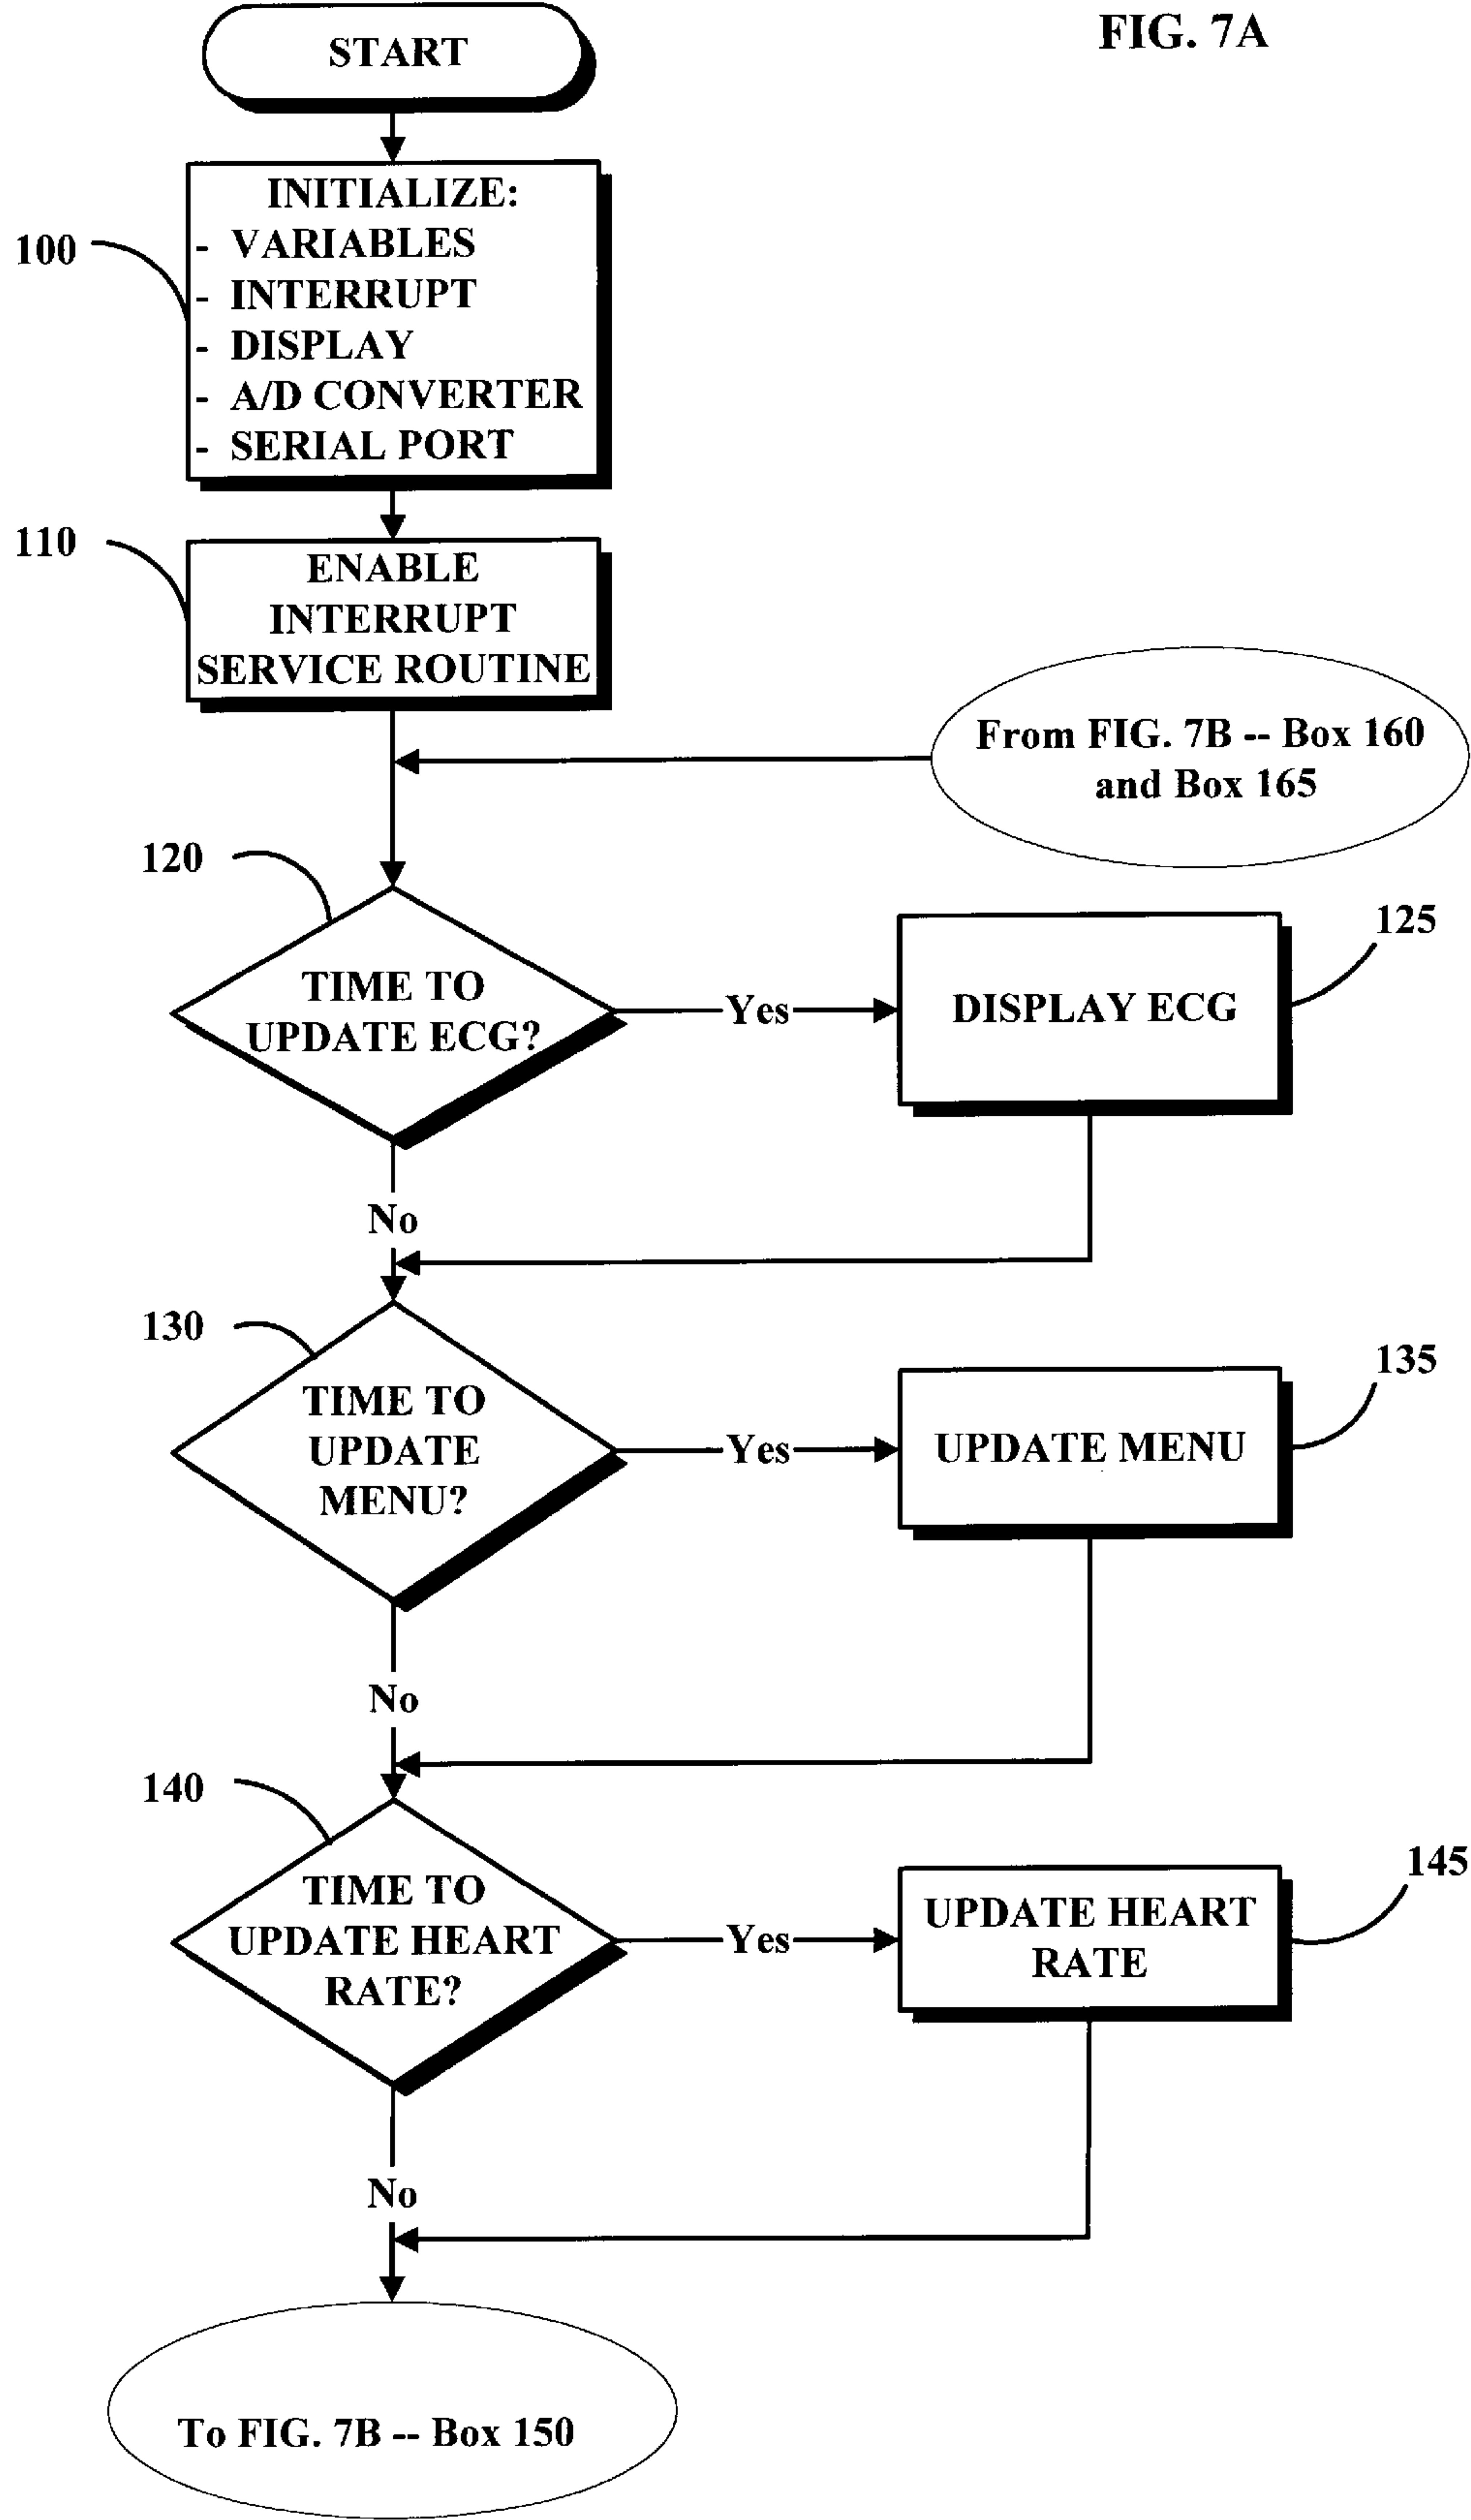 FIG. 7A
START
INITIALIZE:
- VARIABLES
- INTERRUPT
- DISPLAY
- A/D CONVERTER
- SERIAL PORT
100
110
ENABLE
INTERRUPT
SERVICE ROUTINE
From FIG. 7B -- Box 160
and Box 165
120
TIME TO
UPDATE ECG?
Yes
DISPLAY ECG
125
No
130
TIME TO
UPDATE
MENU?
Yes
UPDATE MENU
135
No
140
TIME TO
UPDATE HEART
RATE?
Yes
UPDATE HEART
RATE
145
No
To FIG. 7B -- Box 150